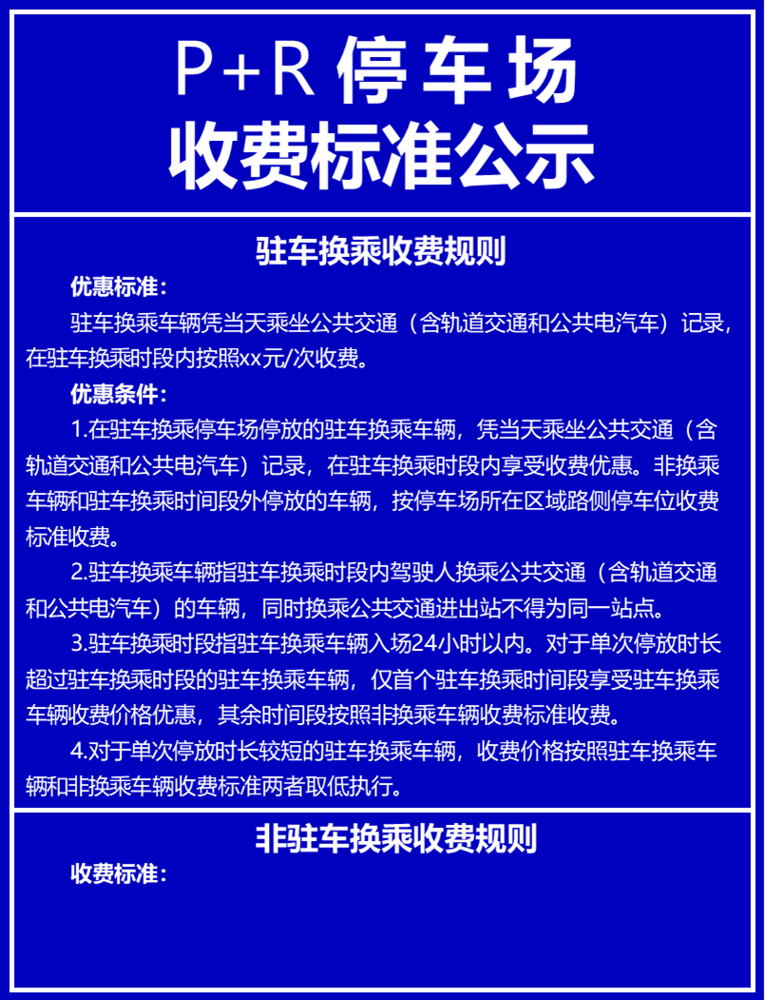 P+R 停车场
收费标准公示
驻车换乘收费规则
优惠标准：
驻车换乘车辆凭当天乘坐公共交通（含轨道交通和公共电汽车）记录，
在驻车换乘时段内按照xx元/次收费。
优惠条件：
1.在驻车换乘停车场停放的驻车换乘车辆，凭当天乘坐公共交通（含
轨道交通和公共电汽车）记录，在驻车换乘时段内享受收费优惠。非换乘
车辆和驻车换乘时间段外停放的车辆，按停车场所在区域路侧停车位收费
标准收费。
2.驻车换乘车辆指驻车换乘时段内驾驶人换乘公共交通（含轨道交通
和公共电汽车）的车辆，同时换乘公共交通进出站不得为同一站点。
3.驻车换乘时段指驻车换乘车辆入场24小时以内。对于单次停放时长
超过驻车换乘时段的驻车换乘车辆，仅首个驻车换乘时间段享受驻车换乘
车辆收费价格优惠，其余时间段按照非换乘车辆收费标准收费。
4.对于单次停放时长较短的驻车换乘车辆，收费价格按照驻车换乘车
辆和非换乘车辆收费标准两者取低执行。
非驻车换乘收费规则
收费标准：